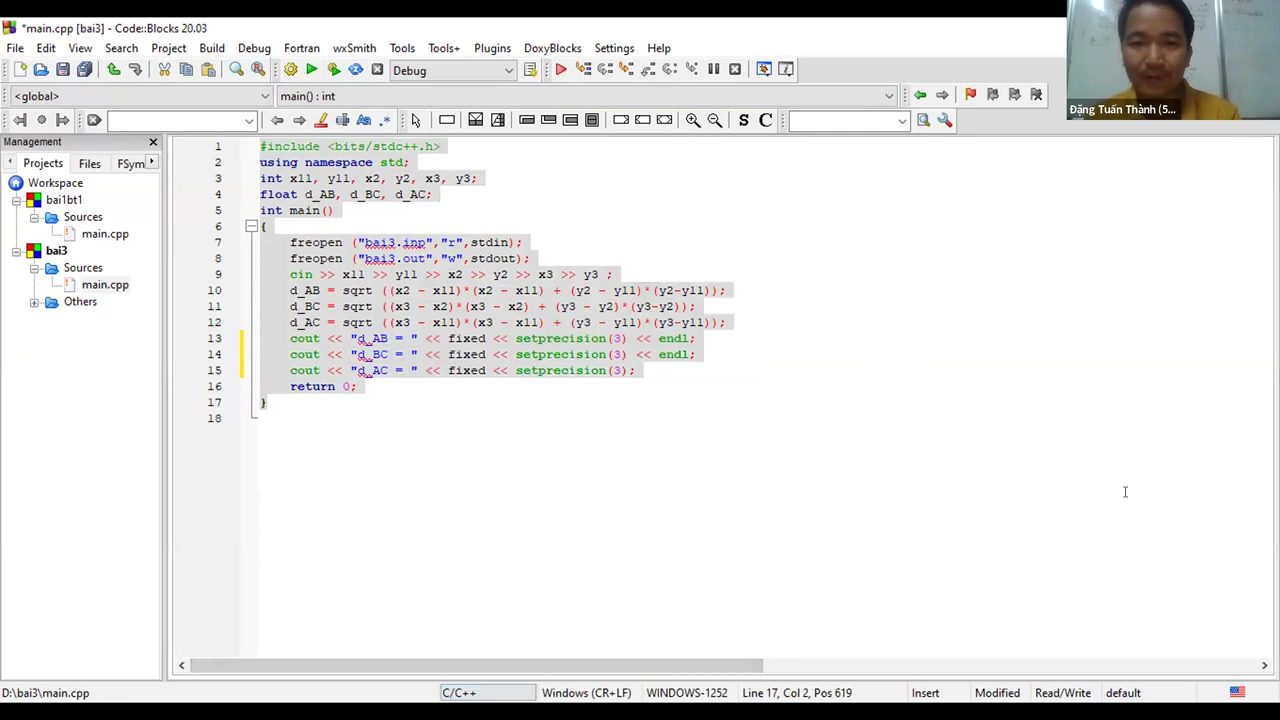 *main.cpp [bai3] - Code::Blocks 20.03
File Edit View Search Project Build Debug Fortran wxSmith Tools Tools+ Plugins DoxyBlocks Settings Help
Debug
<global>
main() : int
Đặng Tuấn Thành (5...
S C
Management
Projects Files FSym
Workspace
bai1bt1
Sources
main.cpp
bai3
Sources
main.cpp
Others
1 #include <bits/stdc++.h>
2 using namespace std;
3 int x11, y11, x2, y2, x3, y3;
4 float d_AB, d_BC, d_AC;
5 int main()
6 {
7 freopen ("bai3.inp","r",stdin);
8 freopen ("bai3.out","w",stdout);
9 cin >> x11 >> y11 >> x2 >> y2 >> x3 >> y3 ;
10 d_AB = sqrt ((x2 - x11)*(x2 - x11) + (y2 - y11)*(y2-y11));
11 d_BC = sqrt ((x3 - x2)*(x3 - x2) + (y3 - y2)*(y3-y2));
12 d_AC = sqrt ((x3 - x11)*(x3 - x11) + (y3 - y11)*(y3-y11));
13 cout << "d_AB = " << fixed << setprecision(3) << endl;
14 cout << "d_BC = " << fixed << setprecision(3) << endl;
15 cout << "d_AC = " << fixed << setprecision(3);
16 return 0;
17 }
18
D:\bai3\main.cpp C/C++ Windows (CR+LF) WINDOWS-1252 Line 17, Col 2, Pos 619 Insert Modified Read/Write default